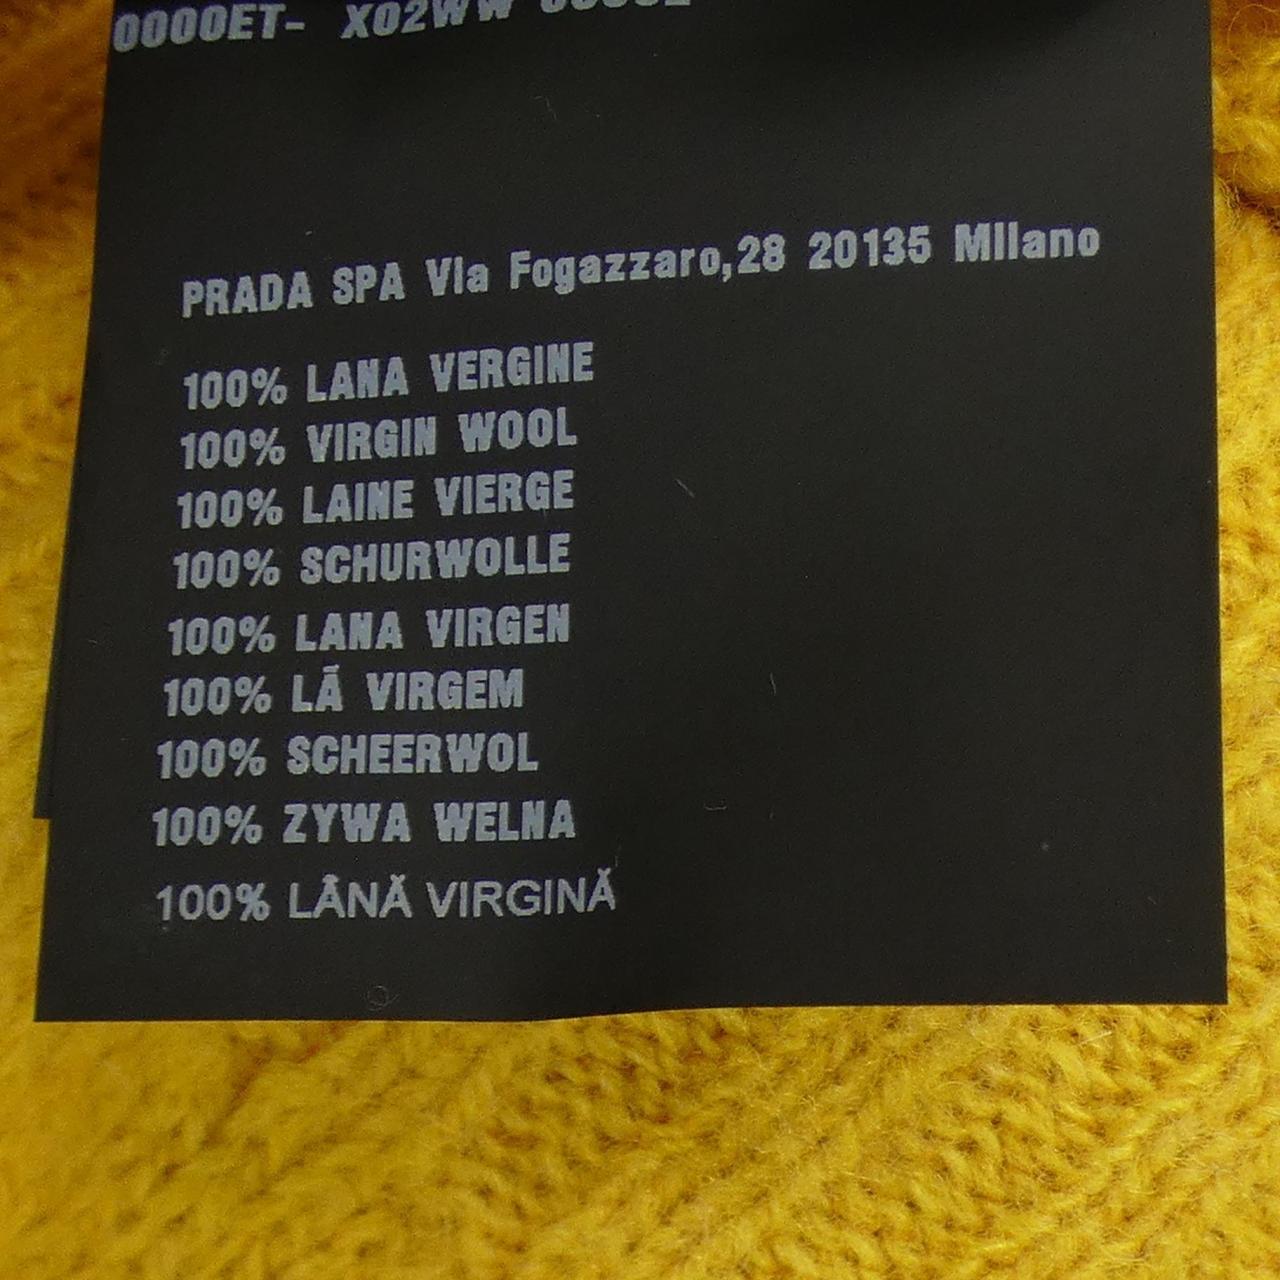 0000ET- X02WW
PRADA SPA Via Fogazzaro,28 20135 Milano
100% LANA VERGINE
100% VIRGIN WOOL
100% LAINE VIERGE
100% SCHURWOLLE
100% LANA VIRGEN
100% LÃ VIRGEM
100% SCHEERWOL
100% ZYWA WELNA
100% LÂNĂ VIRGINĂ